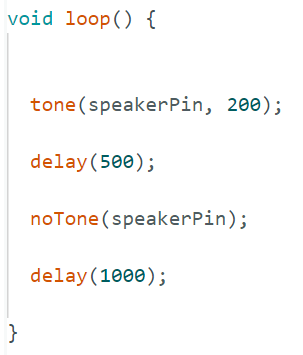 void loop() {
tone(speakerPin, 200);
delay(500);
noTone(speakerPin);
delay(1000);
}